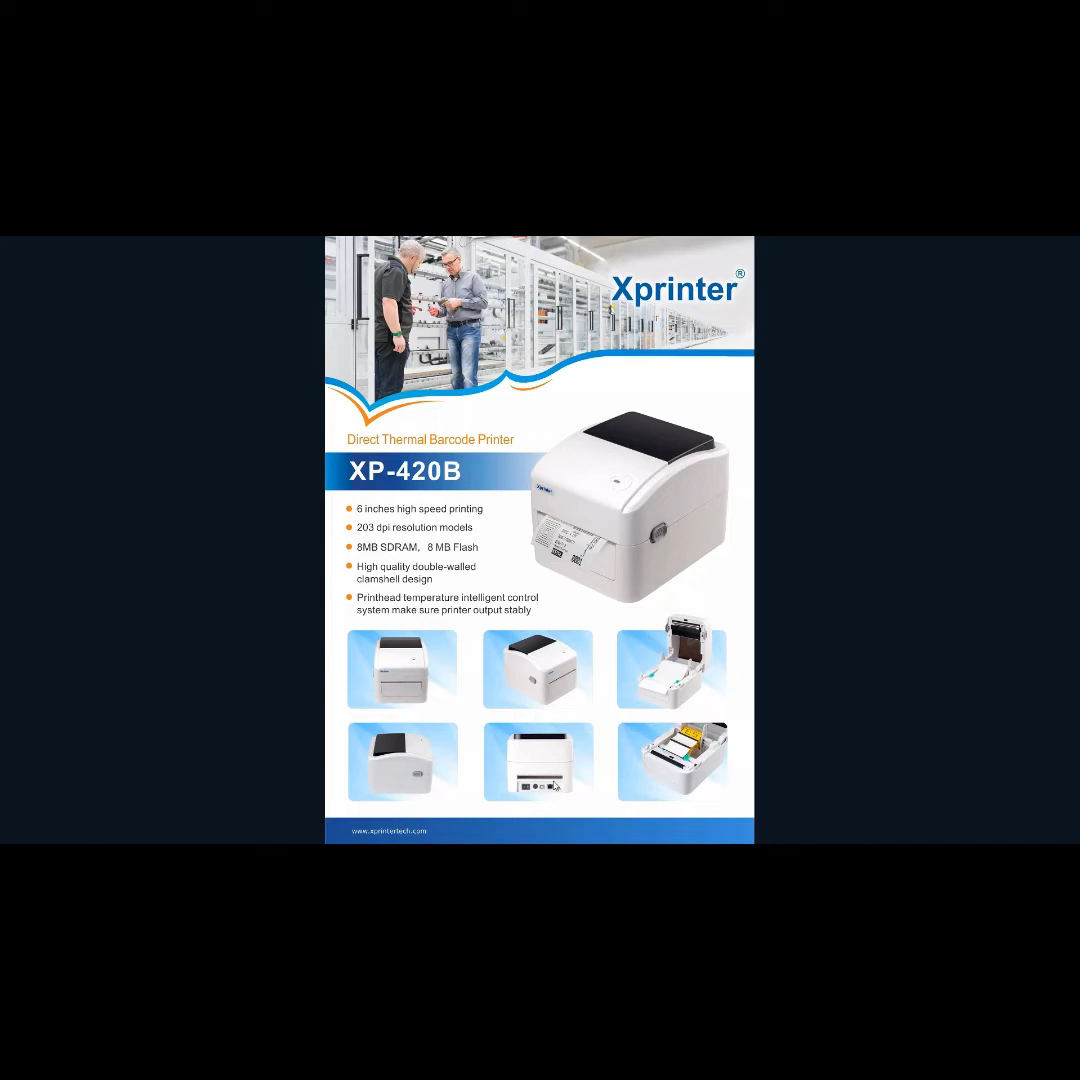 Xprinter®
Direct Thermal Barcode Printer
XP-420B
6 inches high speed printing
203 dpi resolution models
8MB SDRAM, 8 MB Flash
High quality double-walled
clamshell design
Printhead temperature intelligent control
system make sure printer output stably
Xprinter
www.xprintertech.com